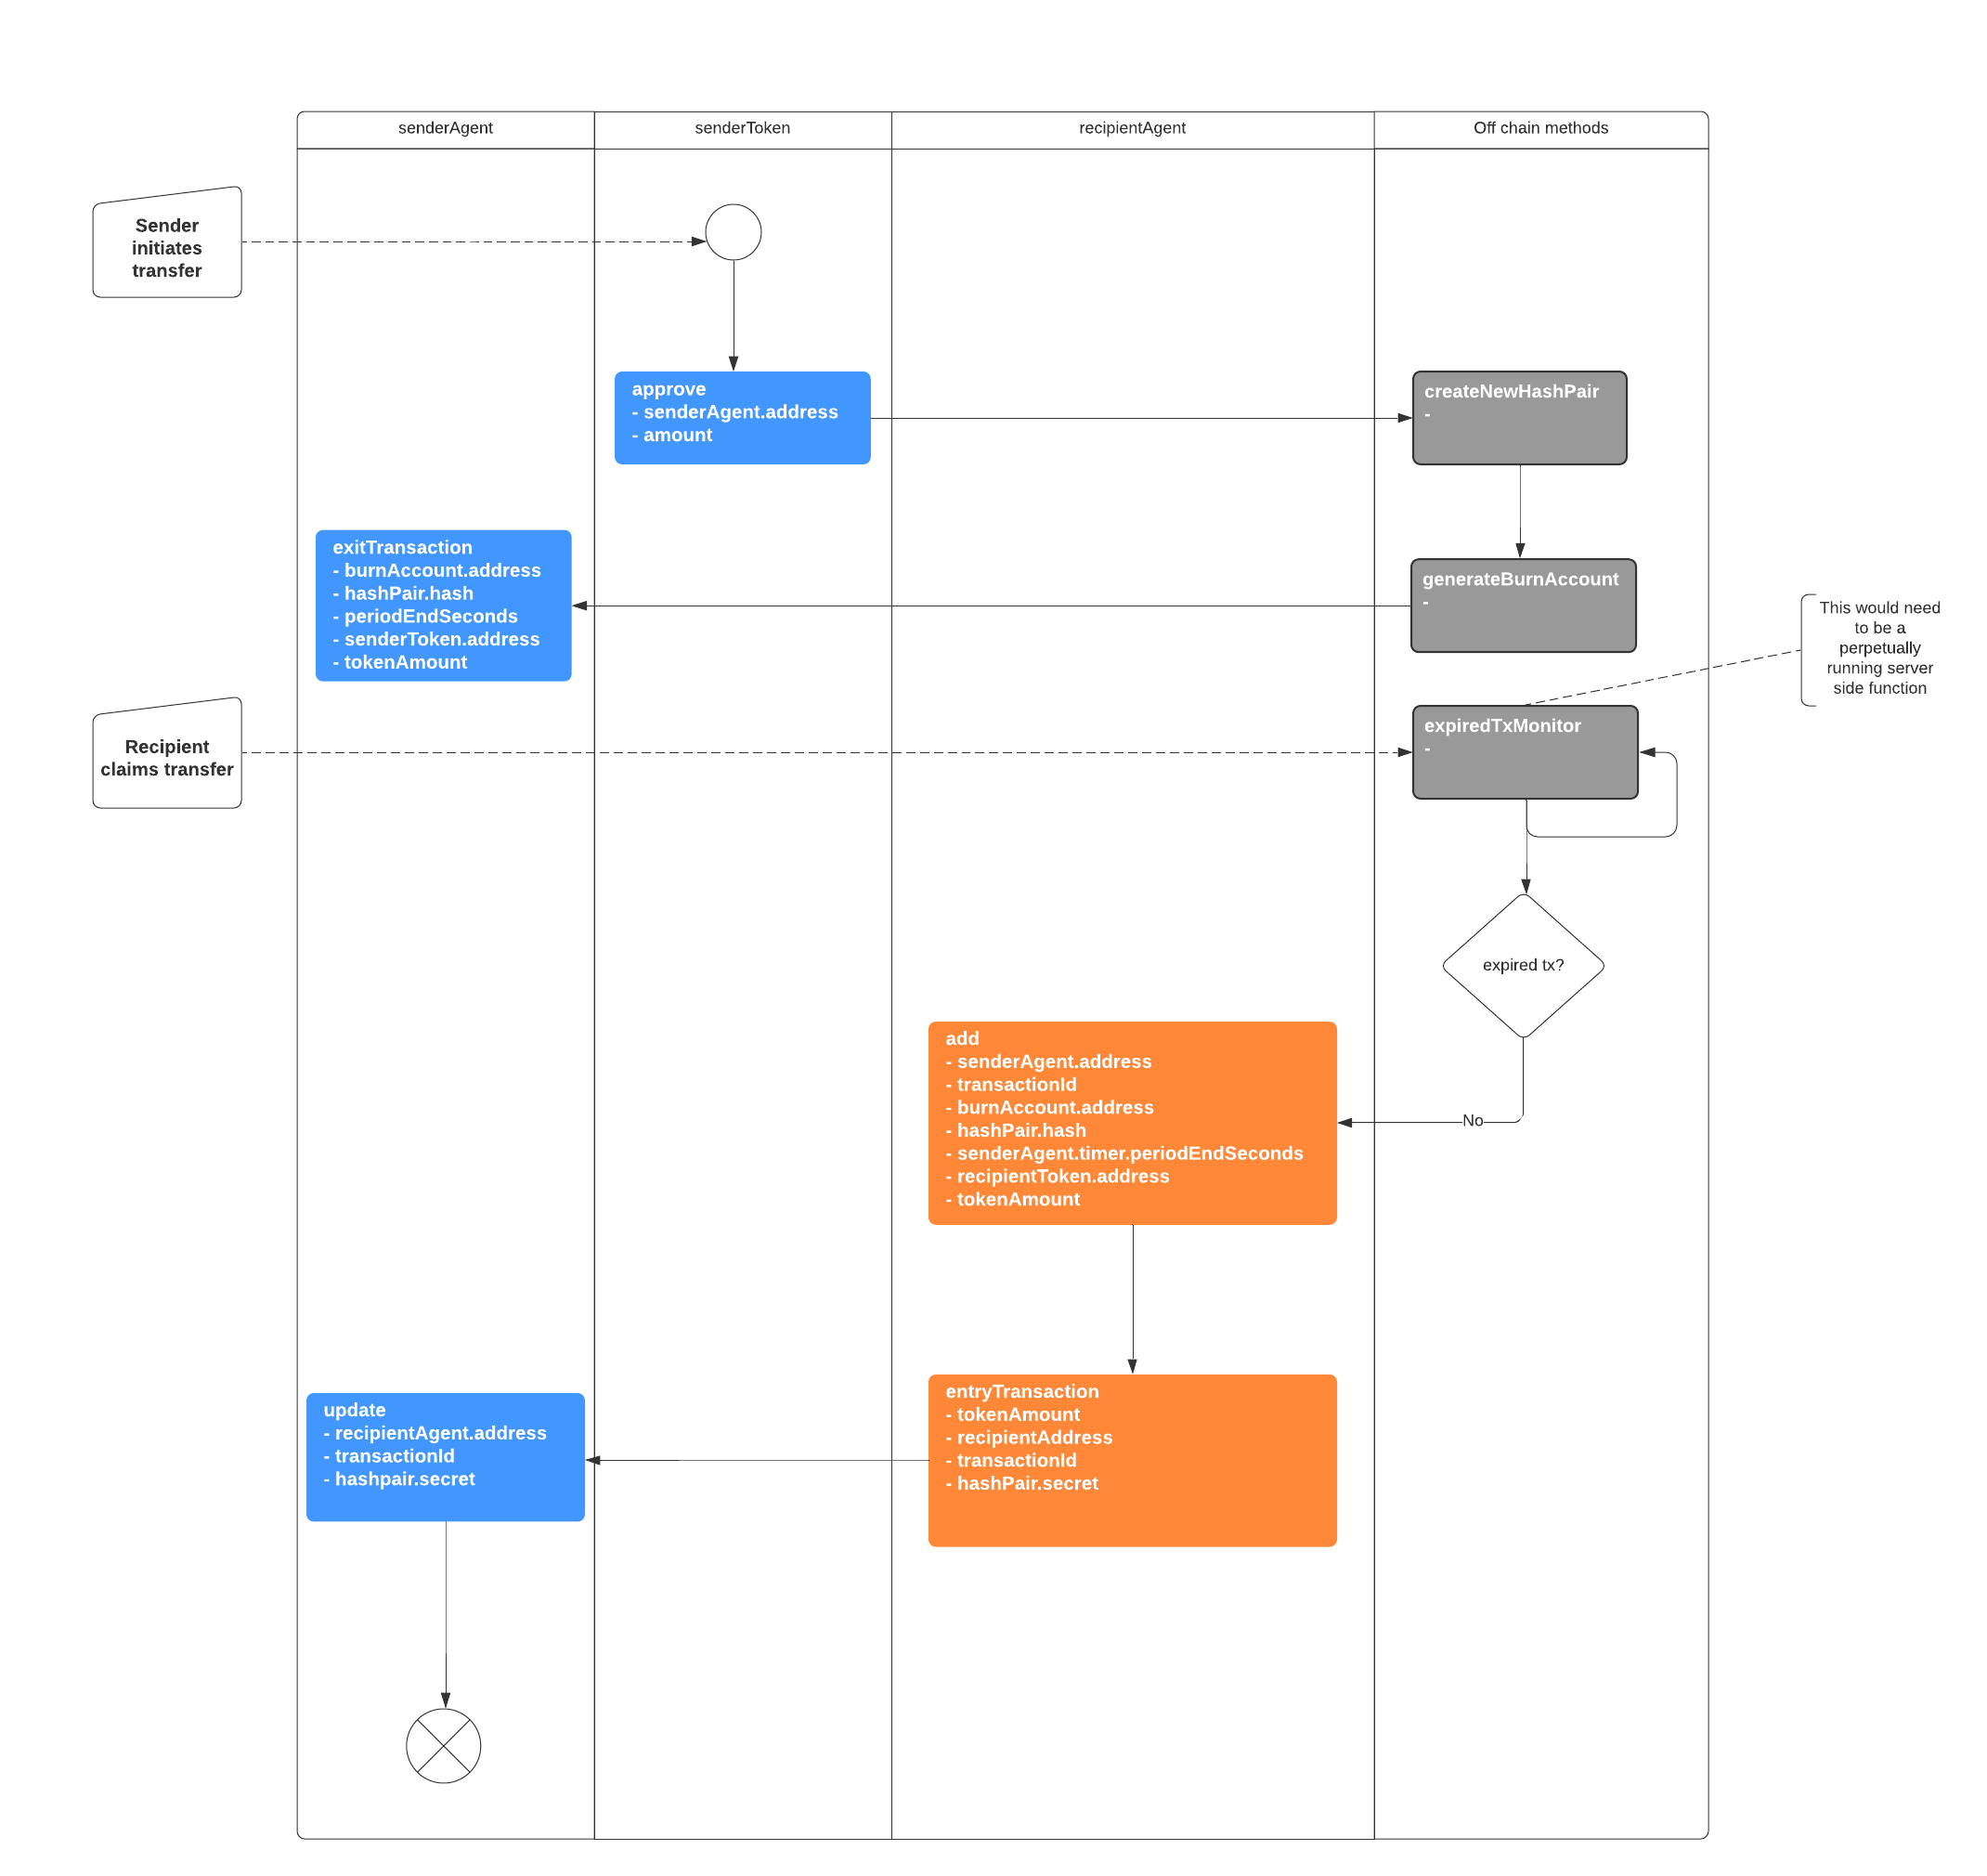 senderAgent
senderToken
recipientAgent
Off chain methods
Sender
initiates
transfer
approve
- senderAgent.address
- amount
createNewHashPair
-
exitTransaction
- burnAccount.address
- hashPair.hash
- periodEndSeconds
- senderToken.address
- tokenAmount
generateBurnAccount
-
This would need
to be a
perpetually
running server
side function
Recipient
claims transfer
expiredTxMonitor
-
expired tx?
No
add
- senderAgent.address
- transactionId
- burnAccount.address
- hashPair.hash
- senderAgent.timer.periodEndSeconds
- recipientToken.address
- tokenAmount
entryTransaction
- tokenAmount
- recipientAddress
- transactionId
- hashPair.secret
update
- recipientAgent.address
- transactionId
- hashpair.secret